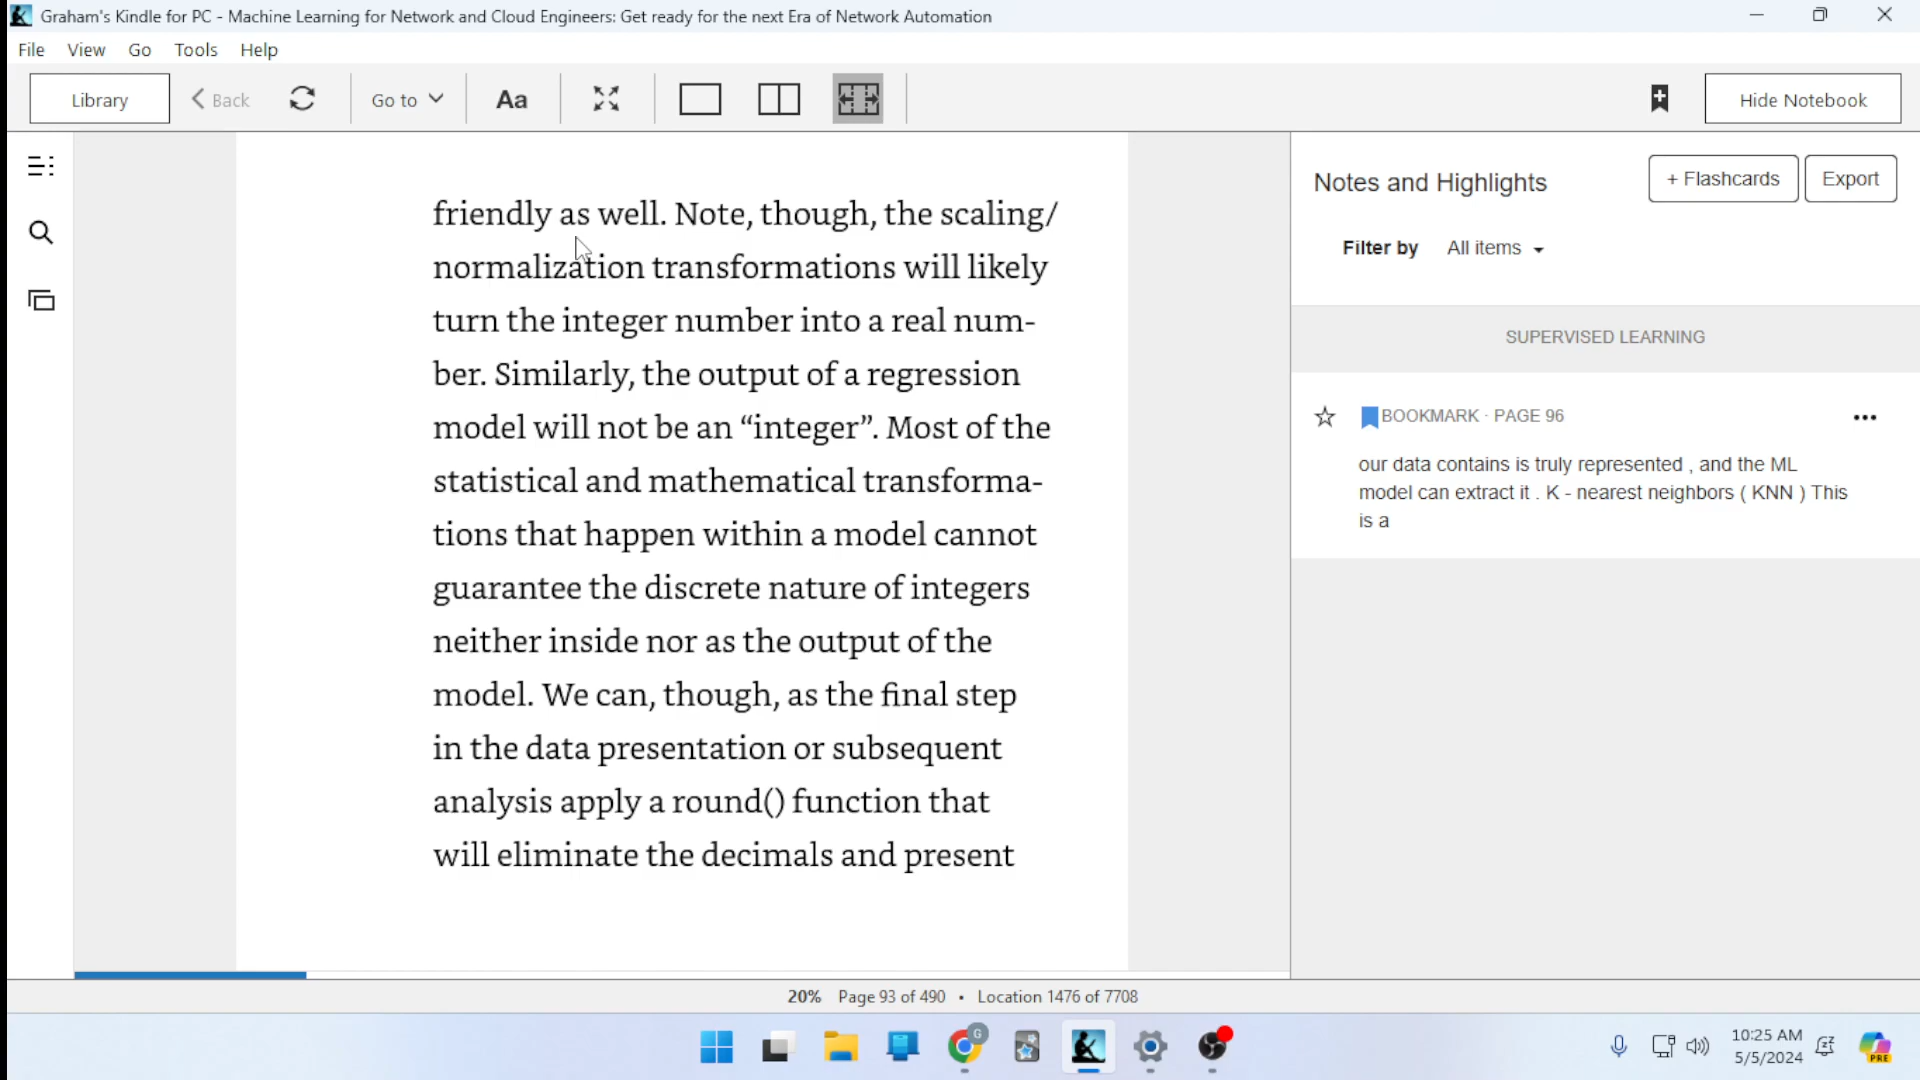 Graham's Kindle for PC - Machine Learning for Network and Cloud Engineers: Get ready for the next Era of Network Automation
File View Go Tools Help
Library Back Go to Aa Hide Notebook
friendly as well. Note, though, the scaling/
normalization transformations will likely
turn the integer number into a real num-
ber. Similarly, the output of a regression
model will not be an “integer”. Most of the
statistical and mathematical transforma-
tions that happen within a model cannot
guarantee the discrete nature of integers
neither inside nor as the output of the
model. We can, though, as the final step
in the data presentation or subsequent
analysis apply a round() function that
will eliminate the decimals and present
Notes and Highlights + Flashcards Export
Filter by All items
SUPERVISED LEARNING
BOOKMARK · PAGE 96
our data contains is truly represented , and the ML
model can extract it . K - nearest neighbors ( KNN ) This
is a
20% Page 93 of 490 • Location 1476 of 7708
G
10:25 AM
5/5/2024
PRE